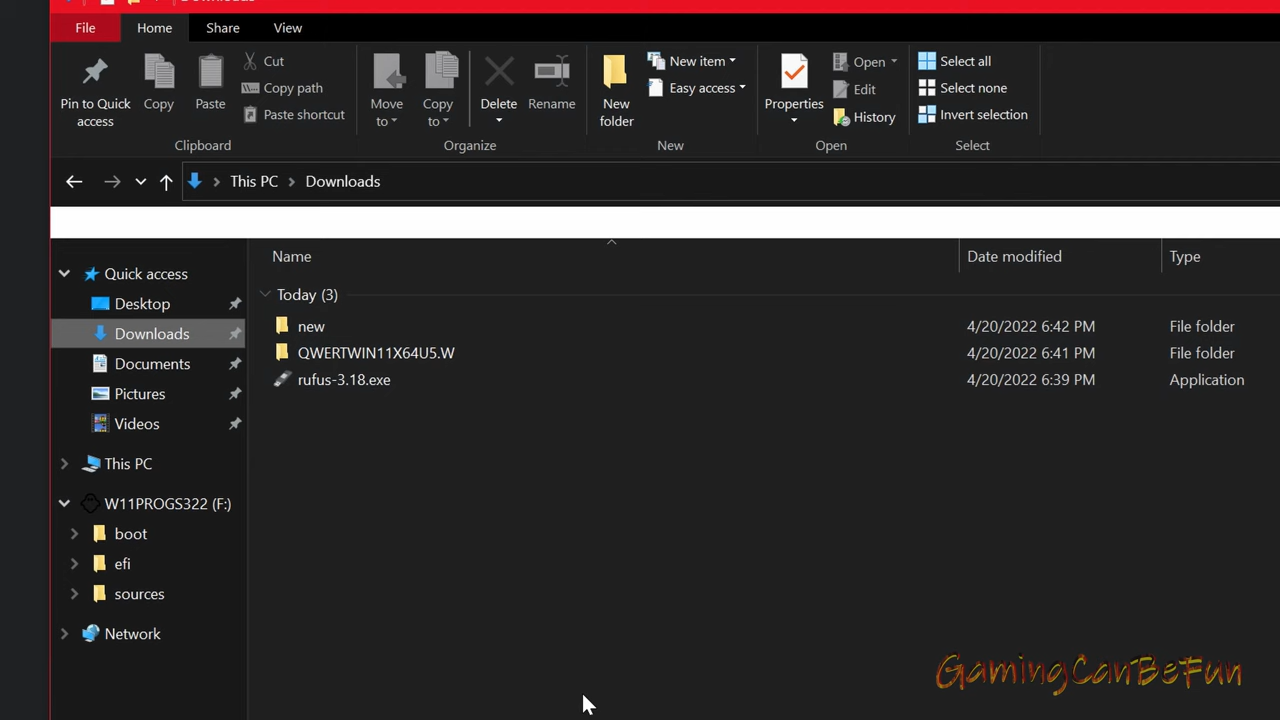 File Home Share View
Pin to Quick access
Copy
Paste
Cut
Copy path
Paste shortcut
Clipboard
Move to
Copy to
Delete
Rename
Organize
New folder
New item
Easy access
New
Properties
Open
Edit
History
Open
Select all
Select none
Invert selection
Select
This PC Downloads
Name Date modified Type
Quick access
Desktop
Downloads
Documents
Pictures
Videos
This PC
W11PROGS322 (F:)
boot
efi
sources
Network
Today (3)
new 4/20/2022 6:42 PM File folder
QWERTWIN11X64U5.W 4/20/2022 6:41 PM File folder
rufus-3.18.exe 4/20/2022 6:39 PM Application
GamingCanBeFun